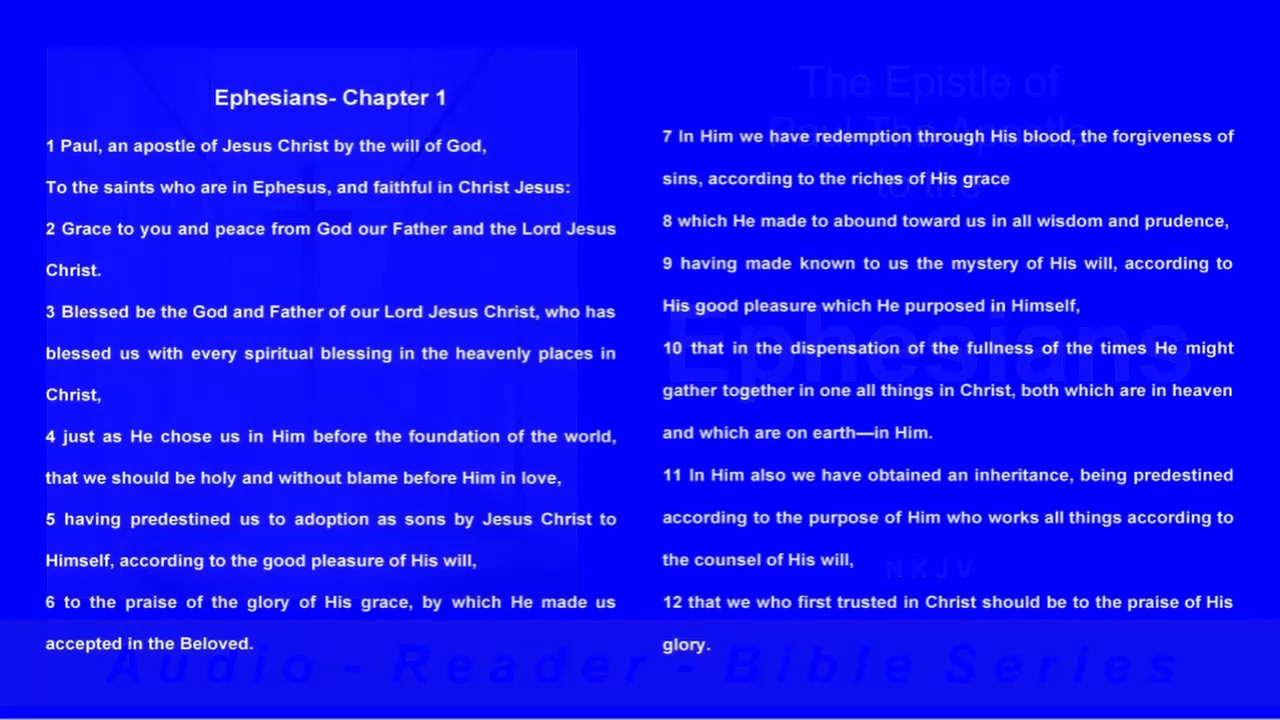 Ephesians- Chapter 1
1 Paul, an apostle of Jesus Christ by the will of God,
To the saints who are in Ephesus, and faithful in Christ Jesus:
2 Grace to you and peace from God our Father and the Lord Jesus
Christ.
3 Blessed be the God and Father of our Lord Jesus Christ, who has
blessed us with every spiritual blessing in the heavenly places in
Christ,
4 just as He chose us in Him before the foundation of the world,
that we should be holy and without blame before Him in love,
5 having predestined us to adoption as sons by Jesus Christ to
Himself, according to the good pleasure of His will,
6 to the praise of the glory of His grace, by which He made us
accepted in the Beloved.
7 In Him we have redemption through His blood, the forgiveness of
sins, according to the riches of His grace
8 which He made to abound toward us in all wisdom and prudence,
9 having made known to us the mystery of His will, according to
His good pleasure which He purposed in Himself,
10 that in the dispensation of the fullness of the times He might
gather together in one all things in Christ, both which are in heaven
and which are on earth—in Him.
11 In Him also we have obtained an inheritance, being predestined
according to the purpose of Him who works all things according to
the counsel of His will,
12 that we who first trusted in Christ should be to the praise of His
glory.
The Epistle of
Paul The Apostle
to the
Ephesians
NKJV
Audio - Reader - Bible Series